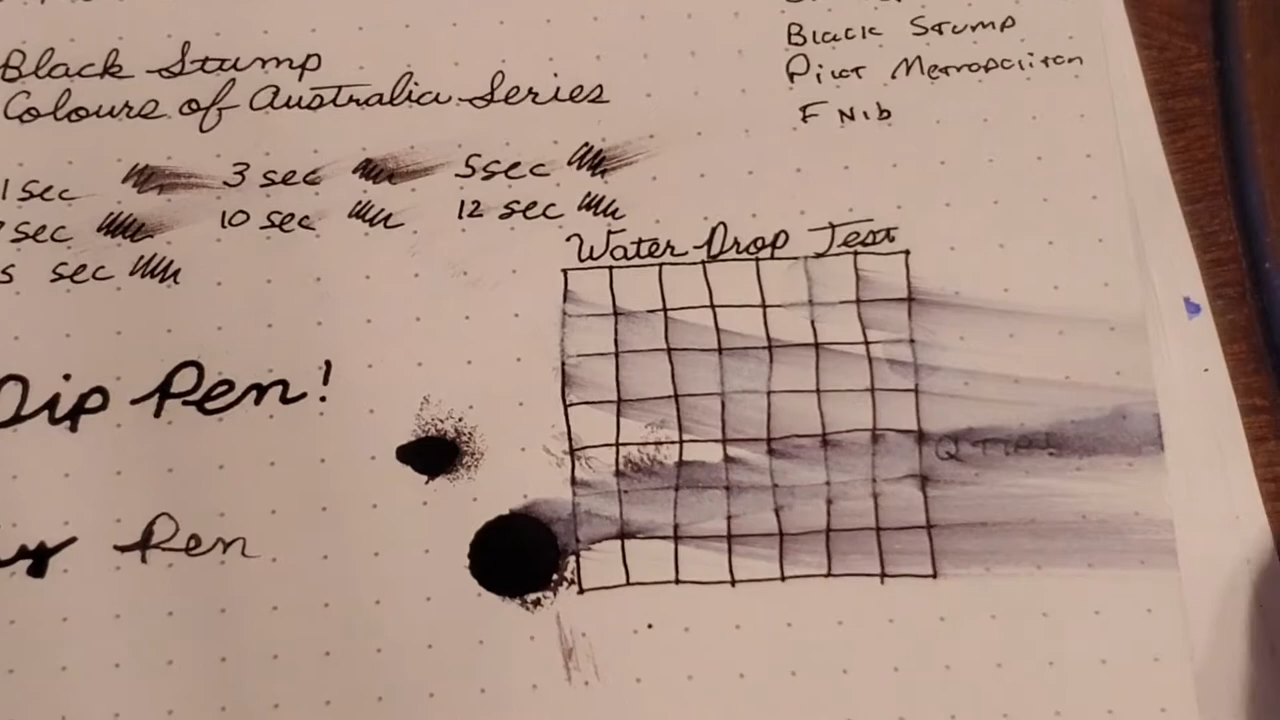 Black Stump
Colours of Australia Series
Black Stump
Pilot Metropolitan
F Nib
1 sec 3 sec 5 sec
sec 10 sec 12 sec
sec
Water Drop Test
Dip Pen!
Q TIP!
Pen